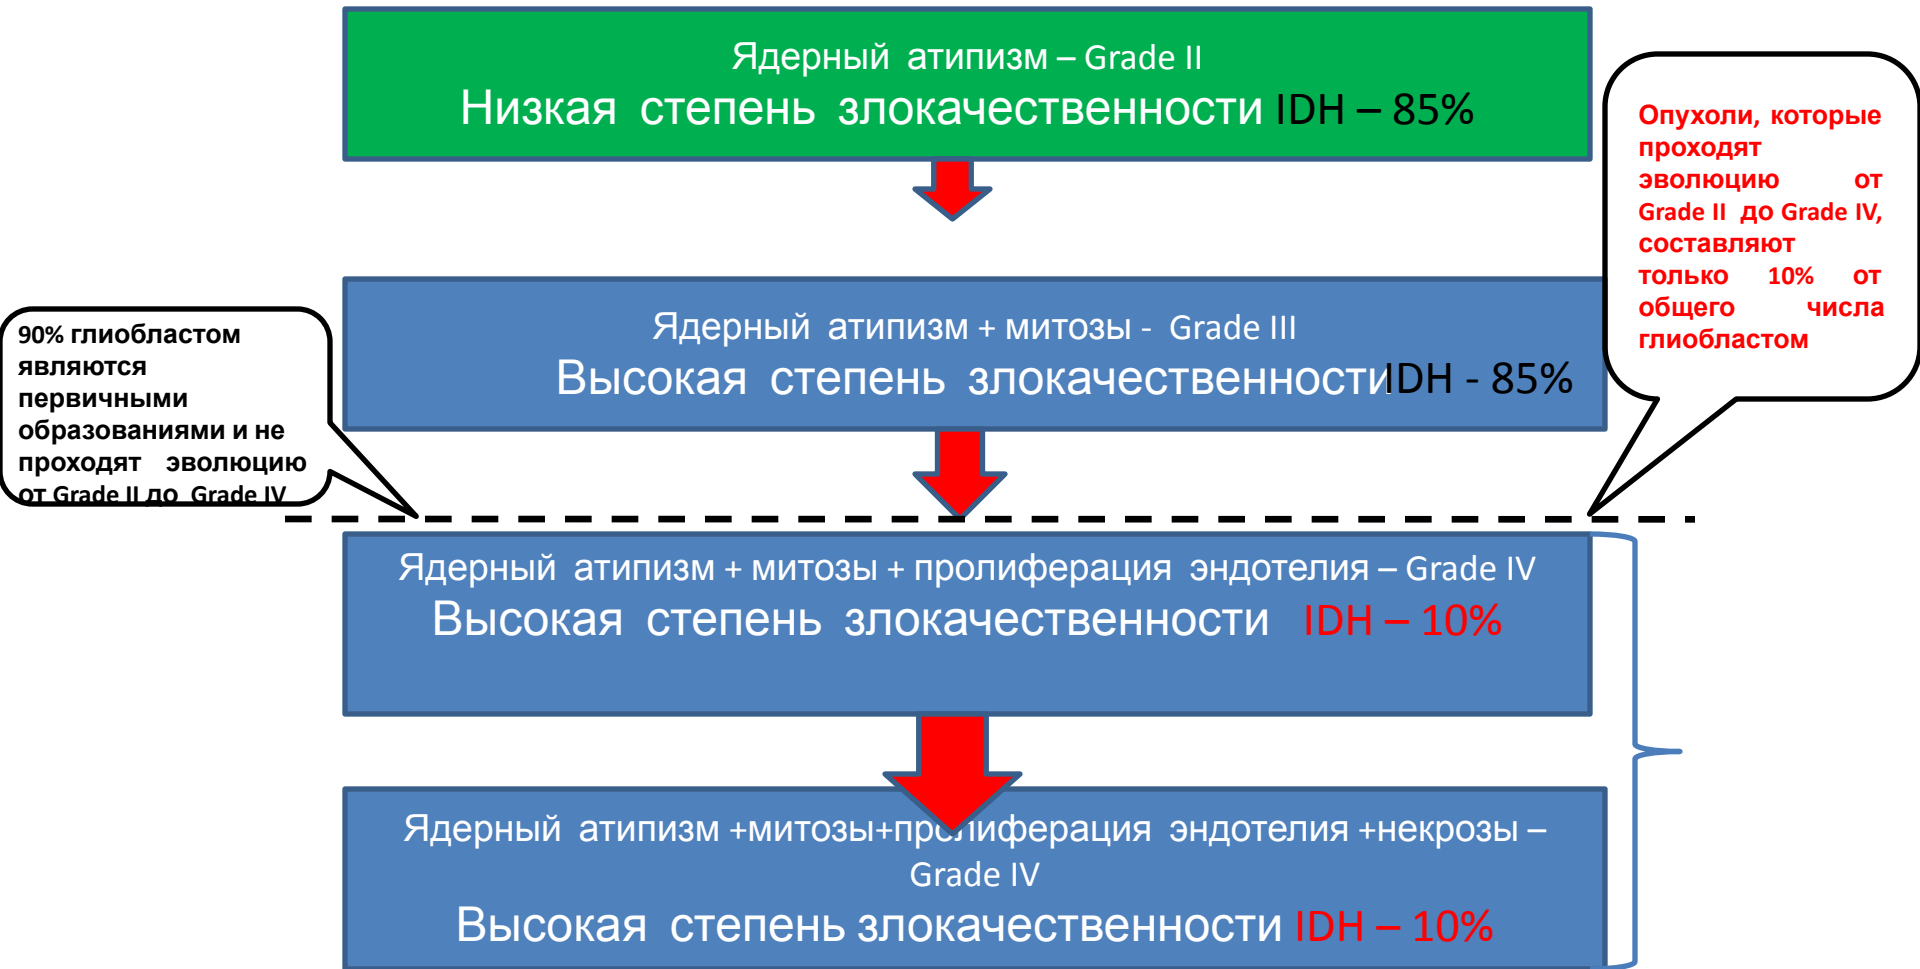 Ядерный атипизм – Grade II
Низкая степень злокачественности IDH – 85%
Опухоли, которые
проходят
эволюцию от
Grade II до Grade IV,
составляют
только 10% от
общего числа
глиобластом
Ядерный атипизм + митозы - Grade III
Высокая степень злокачественности IDH - 85%
90% глиобластом
являются
первичными
образованиями и не
проходят эволюцию
от Grade II до Grade IV
Ядерный атипизм + митозы + пролиферация эндотелия – Grade IV
Высокая степень злокачественности IDH – 10%
Ядерный атипизм +митозы+пролиферация эндотелия +некрозы –
Grade IV
Высокая степень злокачественности IDH – 10%